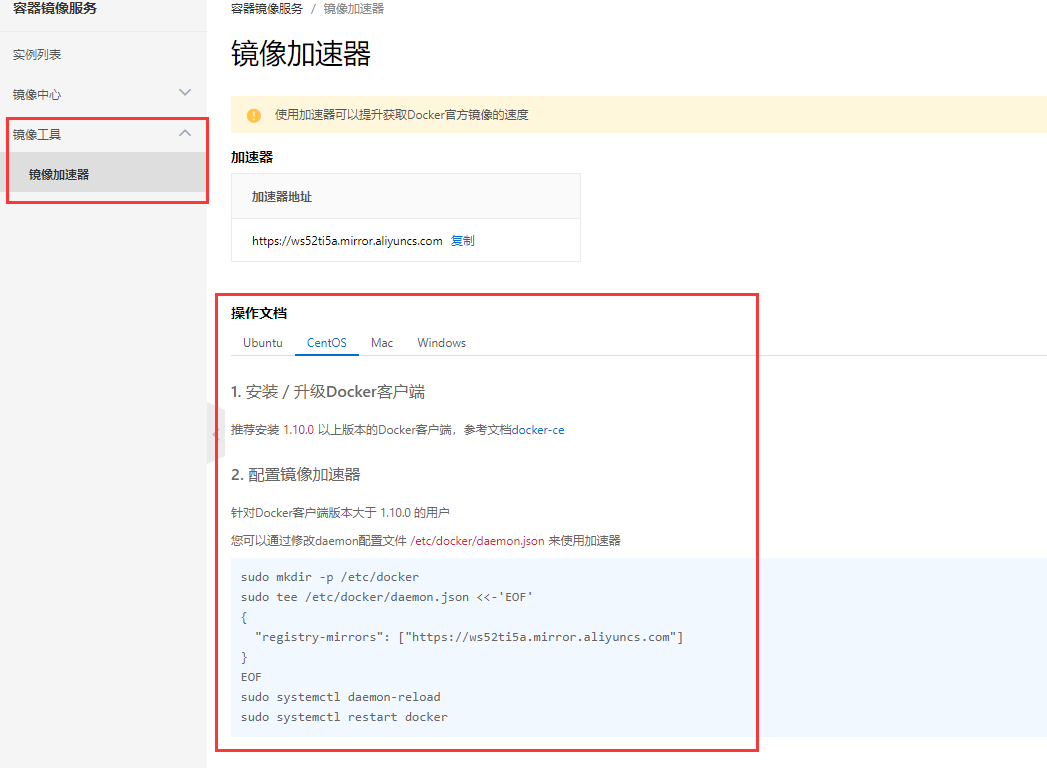 容器镜像服务
实例列表
镜像中心
镜像工具
镜像加速器
容器镜像服务 / 镜像加速器
镜像加速器
使用加速器可以提升获取Docker官方镜像的速度
加速器
加速器地址
https://ws52ti5a.mirror.aliyuncs.com 复制
操作文档
Ubuntu CentOS Mac Windows
1. 安装 / 升级Docker客户端
推荐安装 1.10.0 以上版本的Docker客户端，参考文档docker-ce
2. 配置镜像加速器
针对Docker客户端版本大于 1.10.0 的用户
您可以通过修改daemon配置文件 /etc/docker/daemon.json 来使用加速器
sudo mkdir -p /etc/docker
sudo tee /etc/docker/daemon.json <<-'EOF'
{
  "registry-mirrors": ["https://ws52ti5a.mirror.aliyuncs.com"]
}
EOF
sudo systemctl daemon-reload
sudo systemctl restart docker